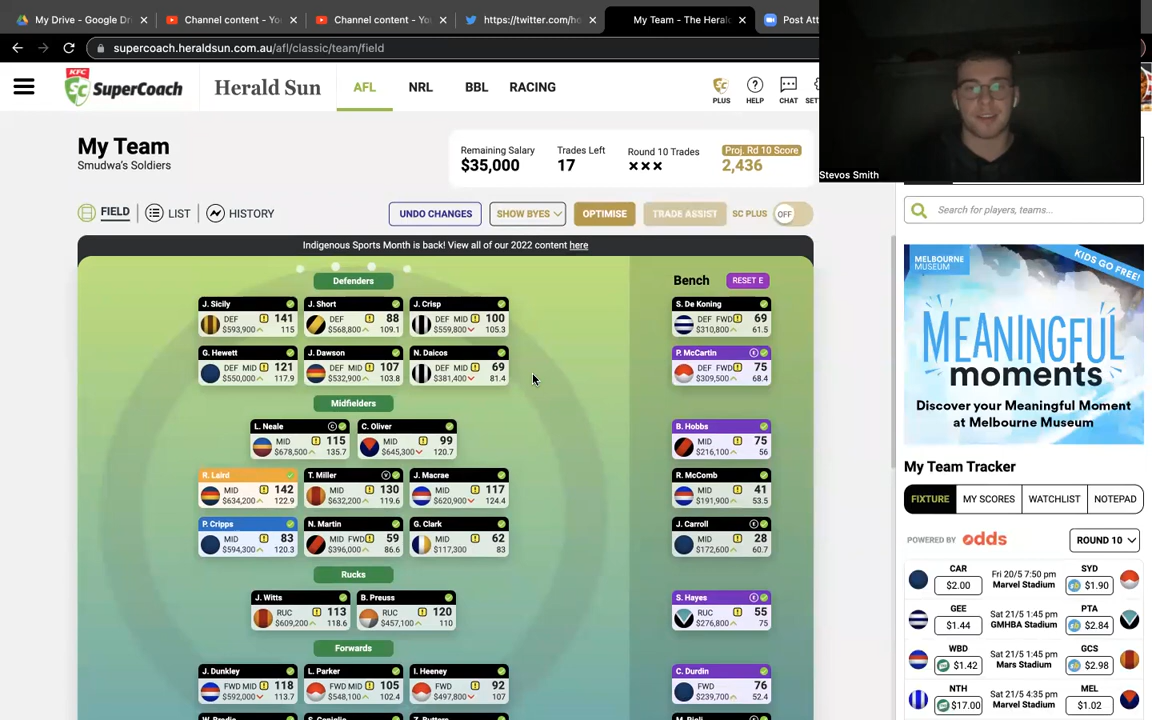 My Drive - Google Dri
Channel content - Yo
Channel content - Yo
https://twitter.com/ho
My Team - The Heral
Post Att
supercoach.heraldsun.com.au/afl/classic/team/field
KFC
SC SuperCoach
Herald Sun
AFL
NRL
BBL
RACING
SC
PLUS
HELP
CHAT
Stevos Smith
My Team
Smudwa's Soldiers
Remaining Salary
$35,000
Trades Left
17
Round 10 Trades
×××
Proj. Rd 10 Score
2,436
FIELD
LIST
HISTORY
UNDO CHANGES
SHOW BYES
OPTIMISE
TRADE ASSIST
SC PLUS
OFF
Search for players, teams...
Indigenous Sports Month is back! View all of our 2022 content here
Defenders
Bench
RESET E
J. Sicily
DEF 141
$593,900 115
J. Short
DEF 88
$568,800 109.1
J. Crisp
DEF MID 100
$559,800 105.3
S. De Koning
DEF FWD 69
$310,800 61.5
G. Hewett
DEF MID 121
$550,000 117.9
J. Dawson
DEF MID 107
$532,900 103.8
N. Daicos
DEF MID 69
$381,400 81.4
P. McCartin E
DEF FWD 75
$309,500 68.4
Midfielders
L. Neale C
MID 115
$678,500 135.7
C. Oliver
MID 99
$645,300 120.7
B. Hobbs
MID 75
$216,100 56
R. Laird
MID 142
$634,200 122.9
T. Miller V
MID 130
$632,200 119.6
J. Macrae
MID 117
$620,900 124.4
R. McComb
MID 41
$191,900 53.5
P. Cripps
MID 83
$594,300 120.3
N. Martin
MID FWD 59
$396,000 86.6
G. Clark
MID 62
$117,300 83
J. Carroll E
MID 28
$172,600 60.7
Rucks
J. Witts
RUC 113
$609,200 118.6
B. Preuss
RUC 120
$457,100 110
S. Hayes E
RUC 55
$276,800 75
Forwards
J. Dunkley
FWD MID 118
$592,000 113.7
L. Parker
FWD MID 105
$548,100 102.4
I. Heeney
FWD 92
$497,800 107
C. Durdin
FWD 76
$239,700 52.4
MELBOURNE
MUSEUM
KIDS GO FREE!
MEANINGFUL
moments
Discover your Meaningful Moment
at Melbourne Museum
My Team Tracker
FIXTURE
MY SCORES
WATCHLIST
NOTEPAD
POWERED BY odds
ROUND 10
CAR
$2.00
Fri 20/5 7:50 pm
Marvel Stadium
SYD
$1.90
GEE
$1.44
Sat 21/5 1:45 pm
GMHBA Stadium
PTA
$2.84
WBD
$1.42
Sat 21/5 1:45 pm
Mars Stadium
GCS
$2.98
NTH
$17.00
Sat 21/5 4:35 pm
Marvel Stadium
MEL
$1.02